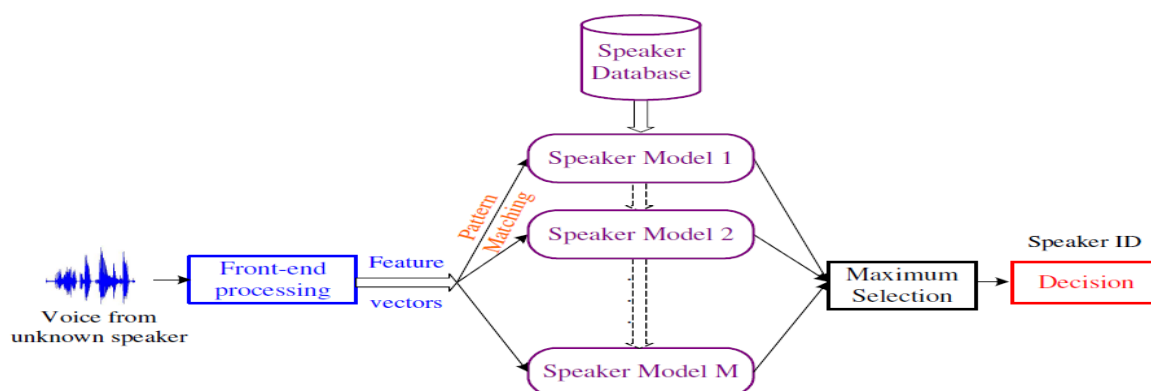 Speaker
Database
Speaker Model 1
Pattern
Matching
Speaker Model 2
Feature
vectors
Front-end
processing
Voice from
unknown speaker
Speaker Model M
Maximum
Selection
Speaker ID
Decision